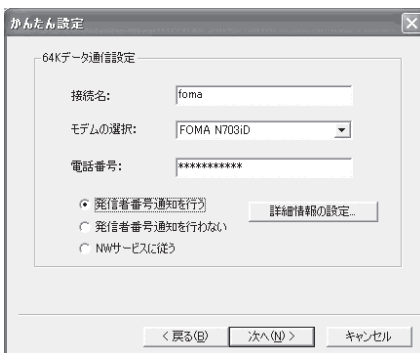 かんたん設定
64Kデータ通信設定
接続名: foma
モデムの選択: FOMA N703iD
電話番号: ***********
発信者番号通知を行う
詳細情報の設定...
発信者番号通知を行わない
NWサービスに従う
< 戻る(B) 次へ(N) > キャンセル